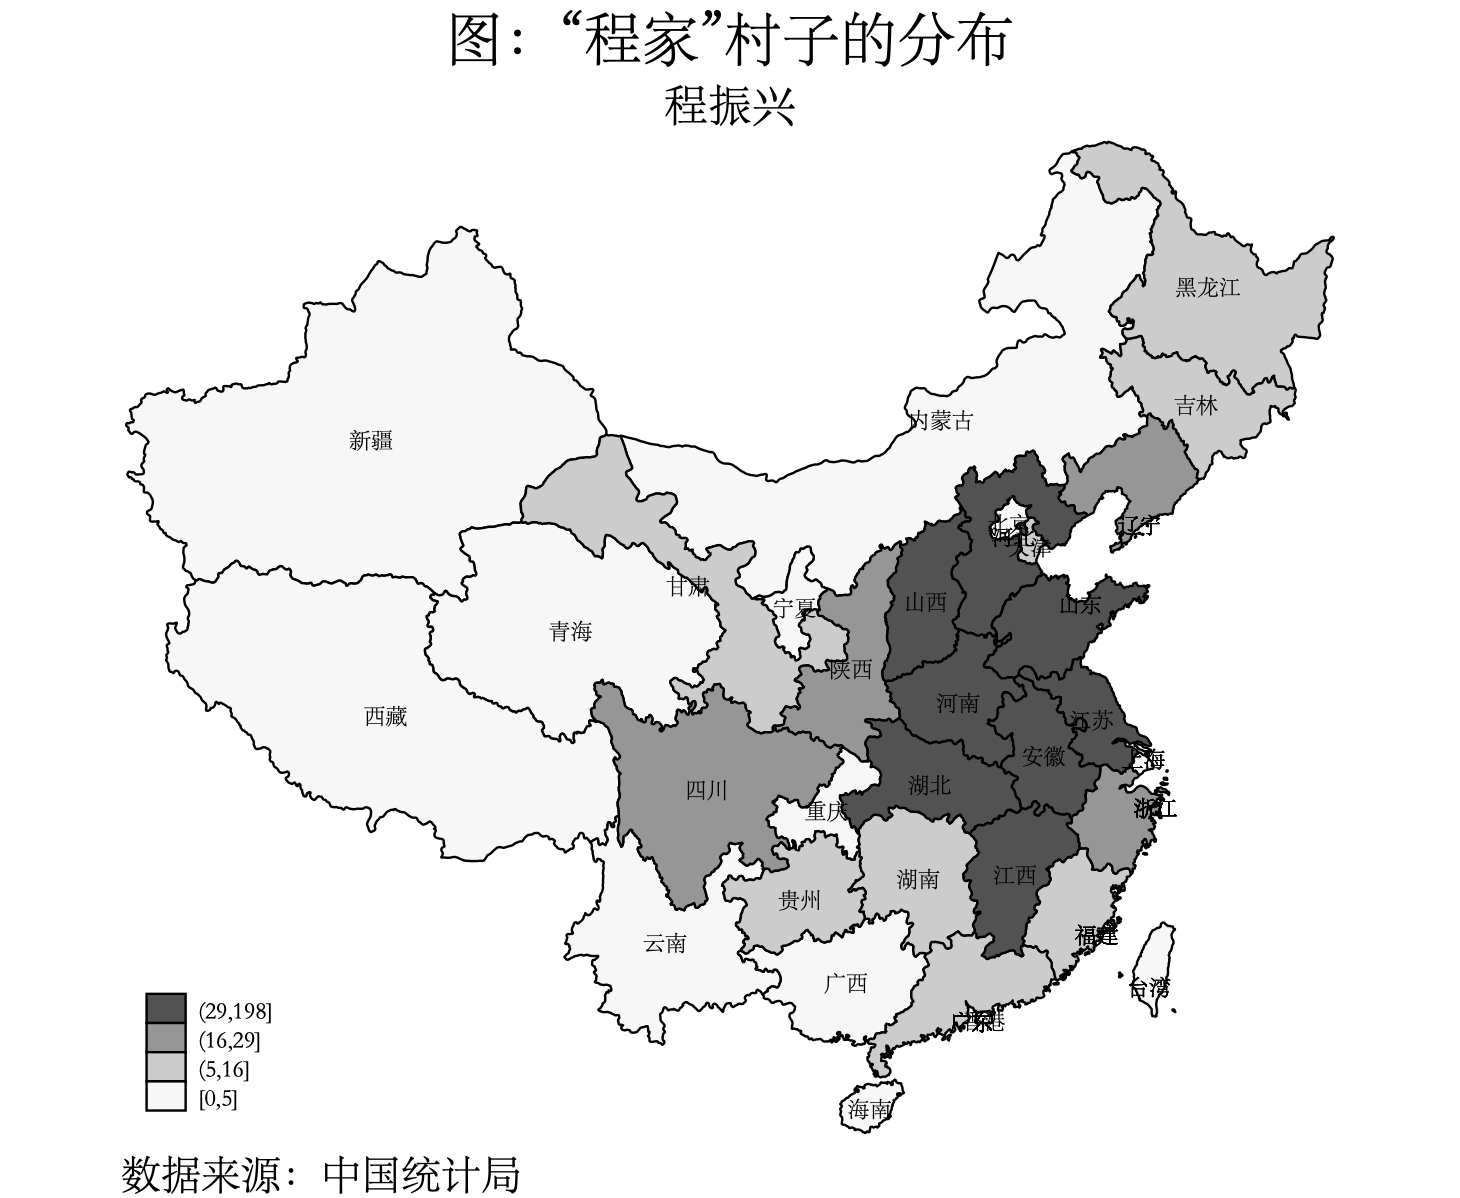 图：“程家”村子的分布
程振兴
黑龙江
吉林
内蒙古
新疆
辽宁
北京
河北
天津
甘肃
山西
山东
宁夏
青海
陕西
河南
西藏
江苏
安徽
上海
湖北
四川
浙江
重庆
江西
湖南
贵州
福建
云南
广西
台湾
广东
香港
海南
(29,198]
(16,29]
(5,16]
[0,5]
数据来源：中国统计局